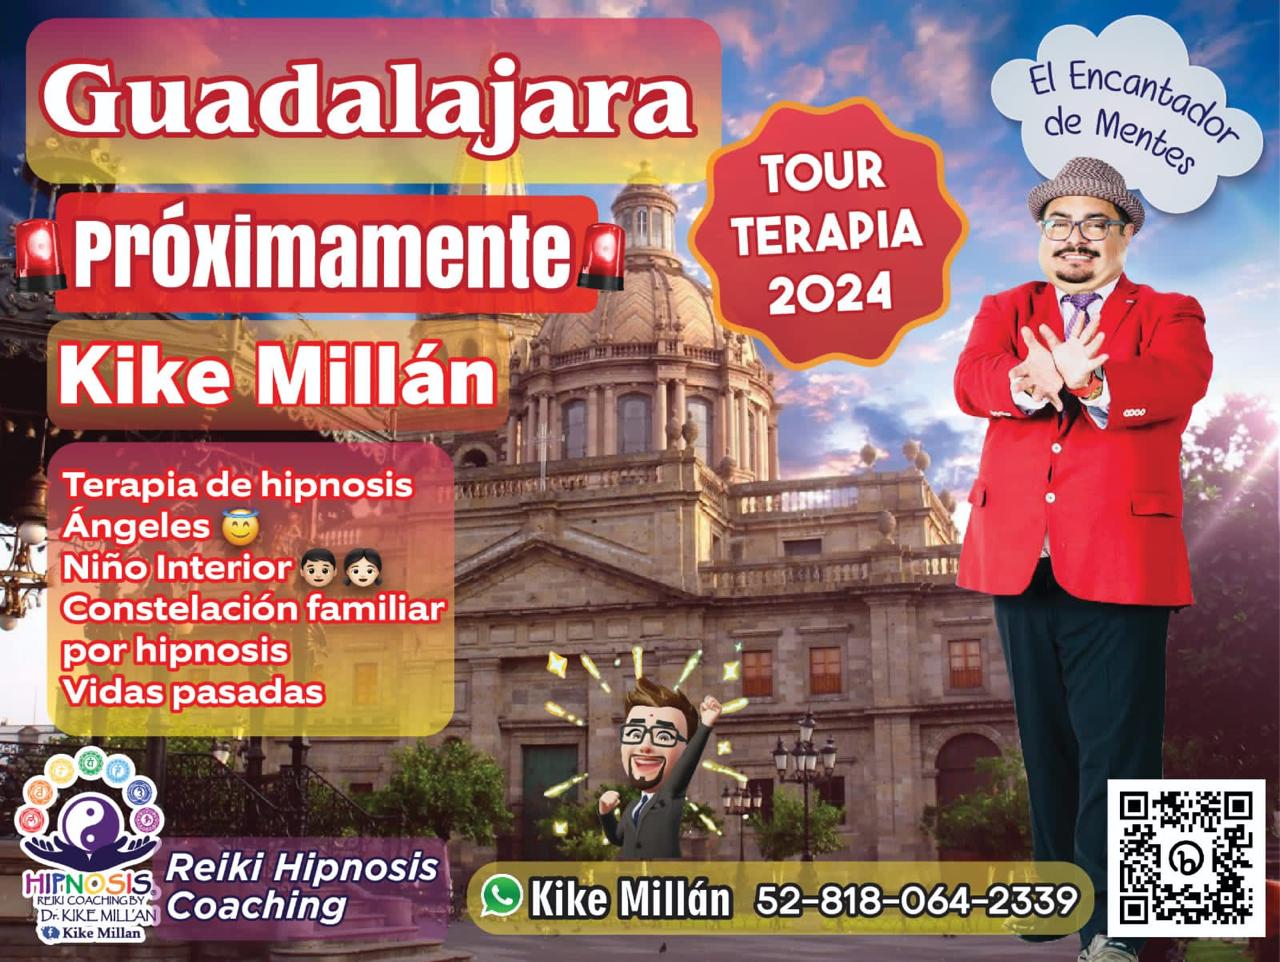 Guadalajara
Próximamente
Kike Millán
TOUR
TERAPIA
2024
El Encantador
de Mentes
Terapia de hipnosis
Ángeles 😇
Niño Interior 👦🏻👧🏻
Constelación familiar
por hipnosis
Vidas pasadas
HIPNOSIS
REIKI COACHING BY
Dr. KIKE MILL'AN
Kike Millan
Reiki Hipnosis
Coaching
Kike Millán 52-818-064-2339